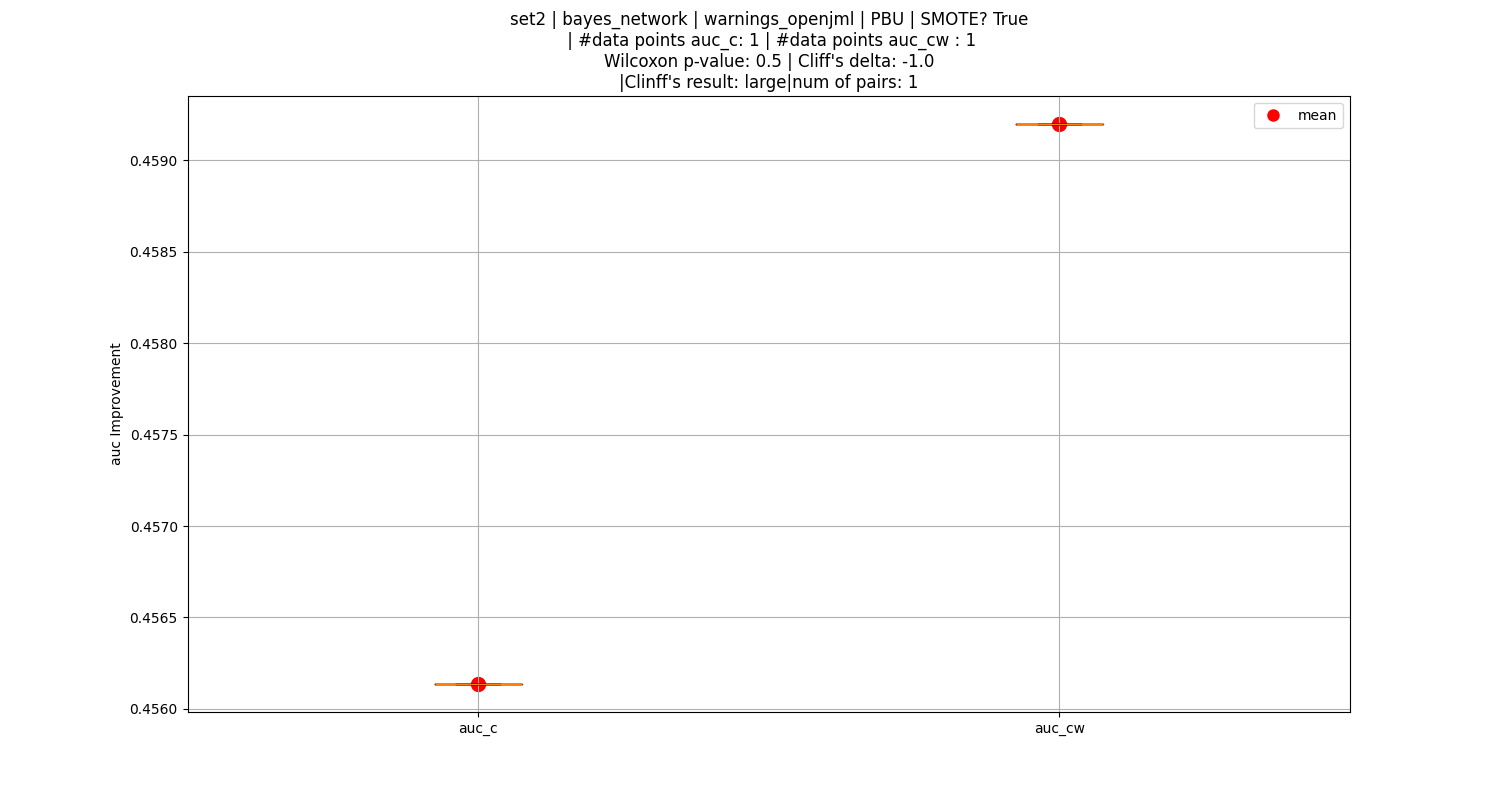 set2 | bayes_network | warnings_openjml | PBU | SMOTE? True
| #data points auc_c: 1 | #data points auc_cw : 1
Wilcoxon p-value: 0.5 | Cliff's delta: -1.0
|Clinff's result: large|num of pairs: 1
mean
auc Improvement
0.4590
0.4585
0.4580
0.4575
0.4570
0.4565
0.4560
auc_c
auc_cw